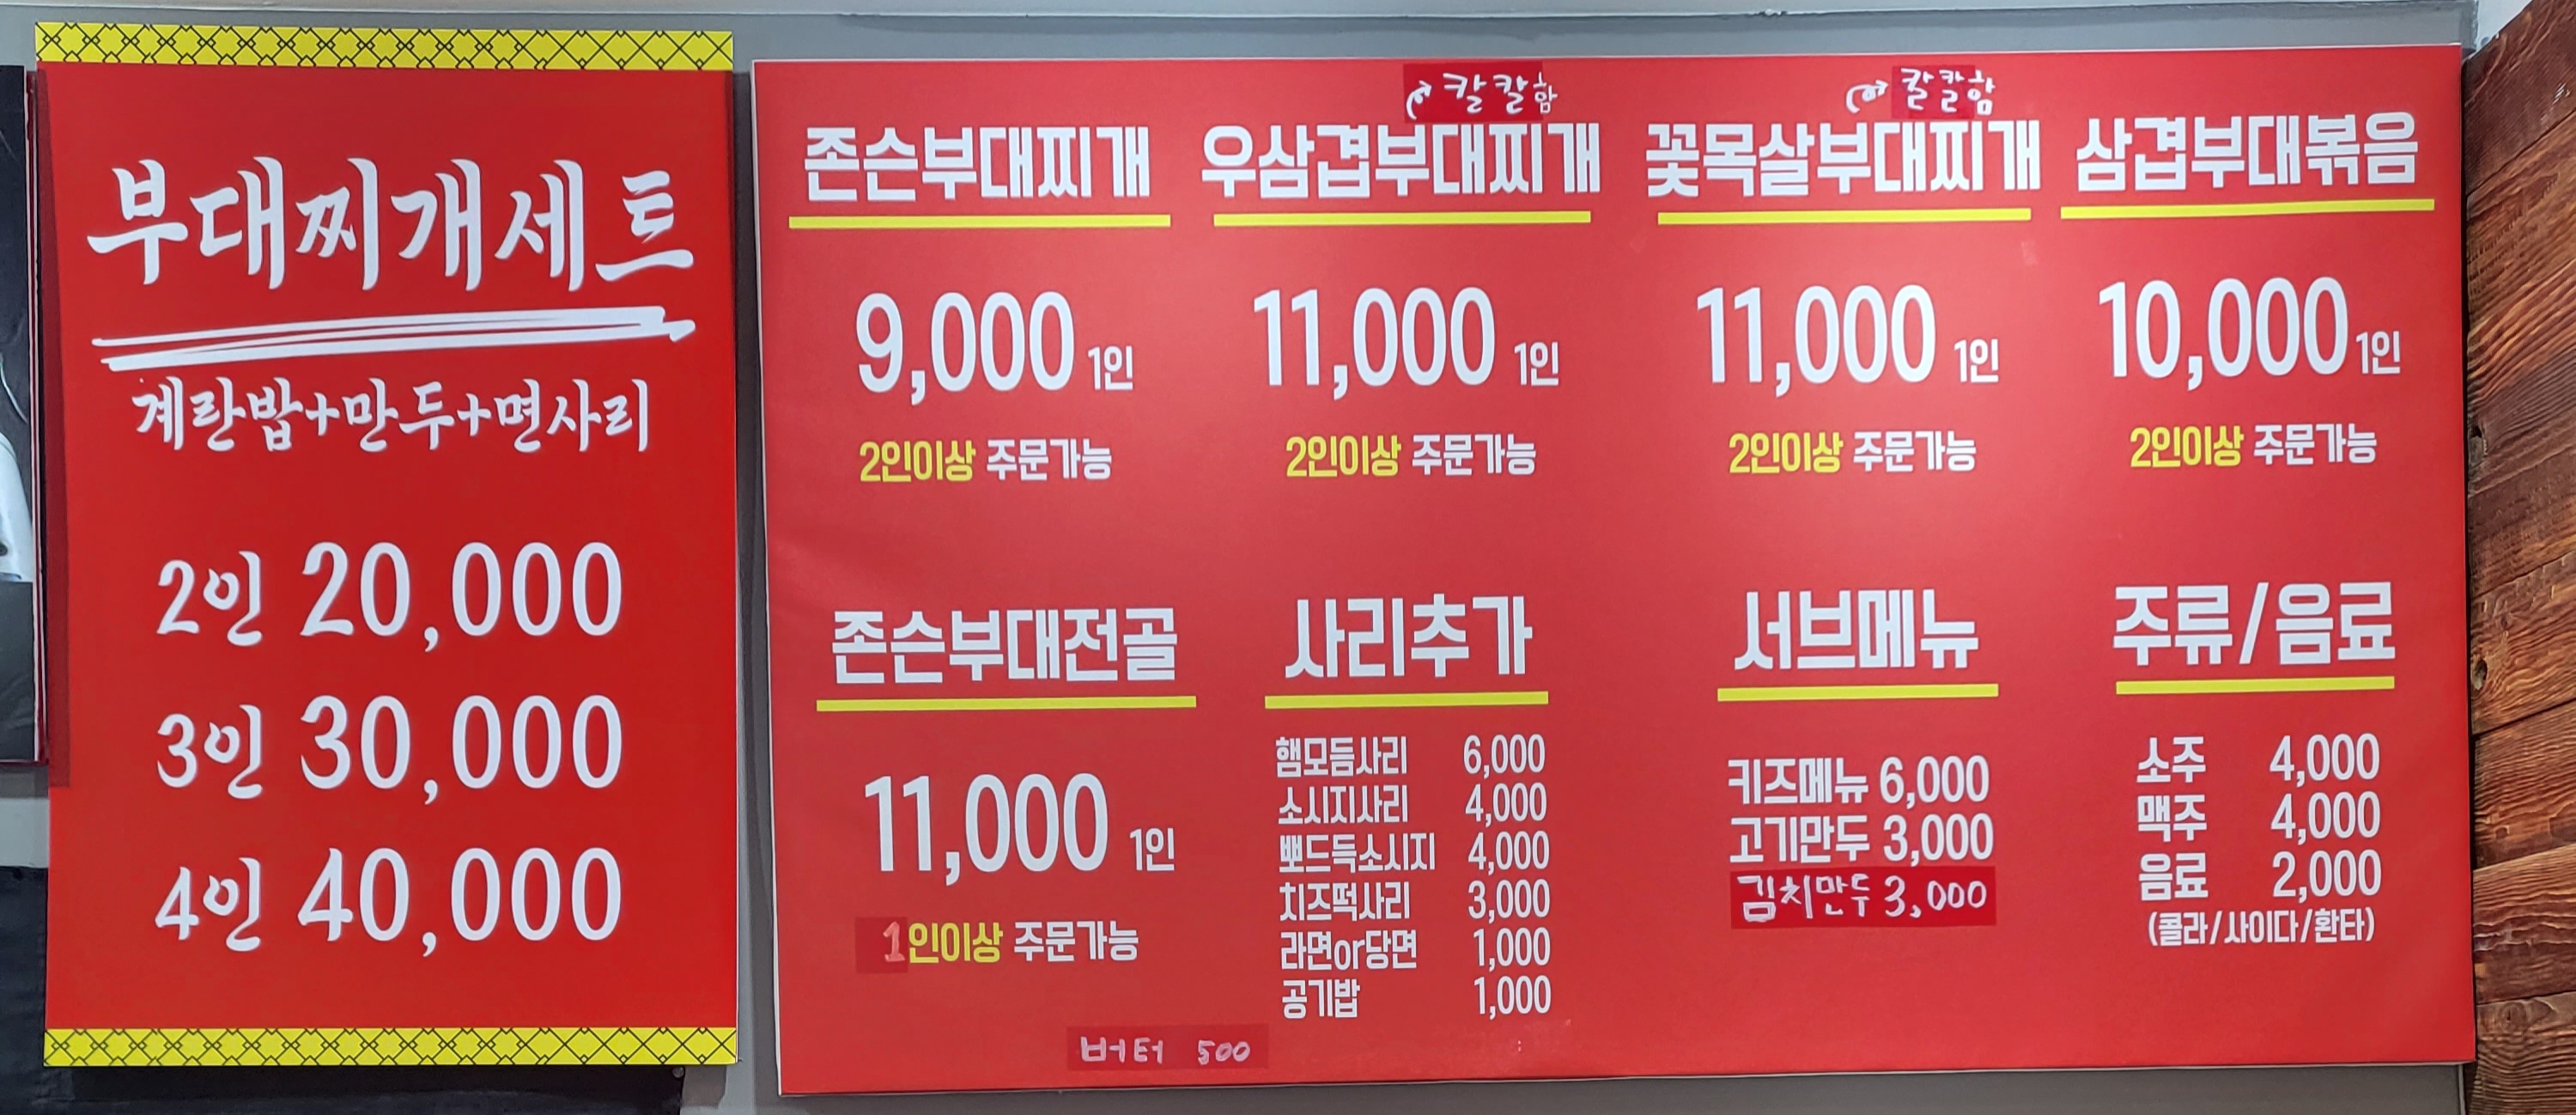 부대찌개세트
계란밥+만두+면사리
2인 20,000
3인 30,000
4인 40,000
존슨부대찌개
9,000 1인
2인이상 주문가능
칼칼함
우삼겹부대찌개
11,000 1인
2인이상 주문가능
칼칼함
꽃목살부대찌개
11,000 1인
2인이상 주문가능
삼겹부대볶음
10,000 1인
2인이상 주문가능
존슨부대전골
11,000 1인
1인이상 주문가능
사리추가
햄모듬사리 6,000
소시지사리 4,000
뽀드득소시지 4,000
치즈떡사리 3,000
라면or당면 1,000
공기밥 1,000
버터 500
서브메뉴
키즈메뉴 6,000
고기만두 3,000
김치만두 3,000
주류/음료
소주 4,000
맥주 4,000
음료 2,000
(콜라/사이다/환타)